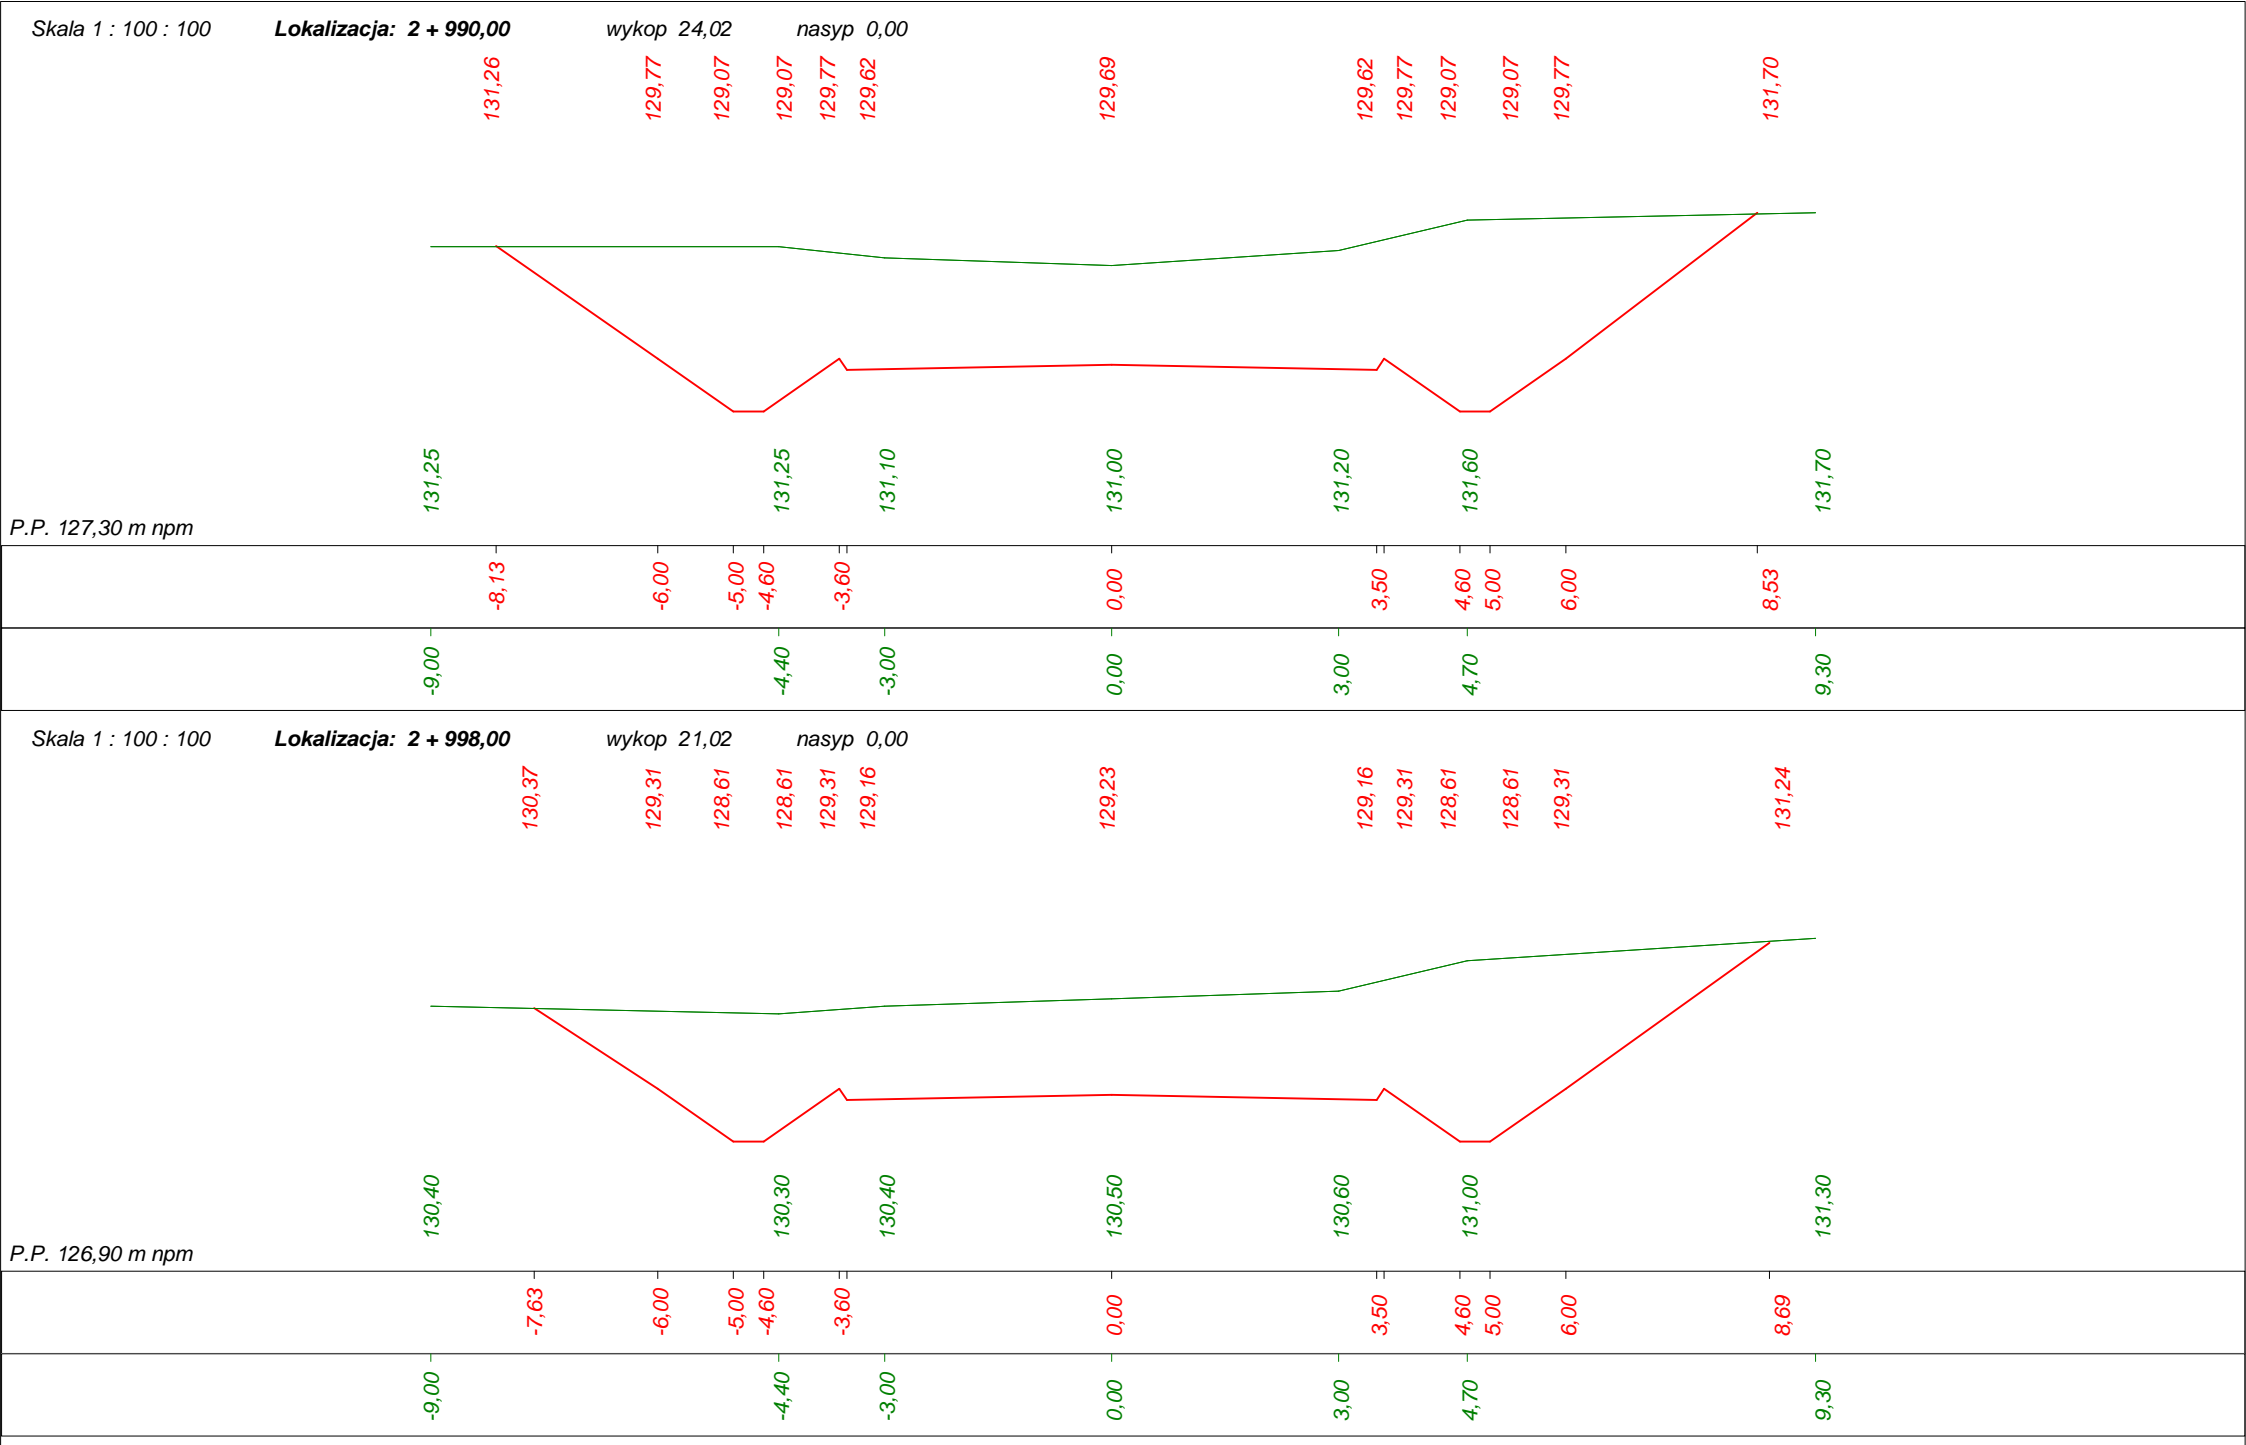 Skala 1 : 100 : 100 Lokalizacja: 2 + 990,00 wykop 24,02 nasyp 0,00
131,26 129,77 129,07 129,07 129,77 129,62 129,69 129,62 129,77 129,07 129,07 129,77 131,70
131,25 131,25 131,10 131,00 131,20 131,60 131,70
P.P. 127,30 m npm
-8,13 -6,00 -5,00 -4,60 -3,60 0,00 3,50 4,60 5,00 6,00 8,53
-9,00 -4,40 -3,00 0,00 3,00 4,70 9,30
Skala 1 : 100 : 100 Lokalizacja: 2 + 998,00 wykop 21,02 nasyp 0,00
130,37 129,31 128,61 128,61 129,31 129,16 129,23 129,16 129,31 128,61 128,61 129,31 131,24
130,40 130,30 130,40 130,50 130,60 131,00 131,30
P.P. 126,90 m npm
-7,63 -6,00 -5,00 -4,60 -3,60 0,00 3,50 4,60 5,00 6,00 8,69
-9,00 -4,40 -3,00 0,00 3,00 4,70 9,30